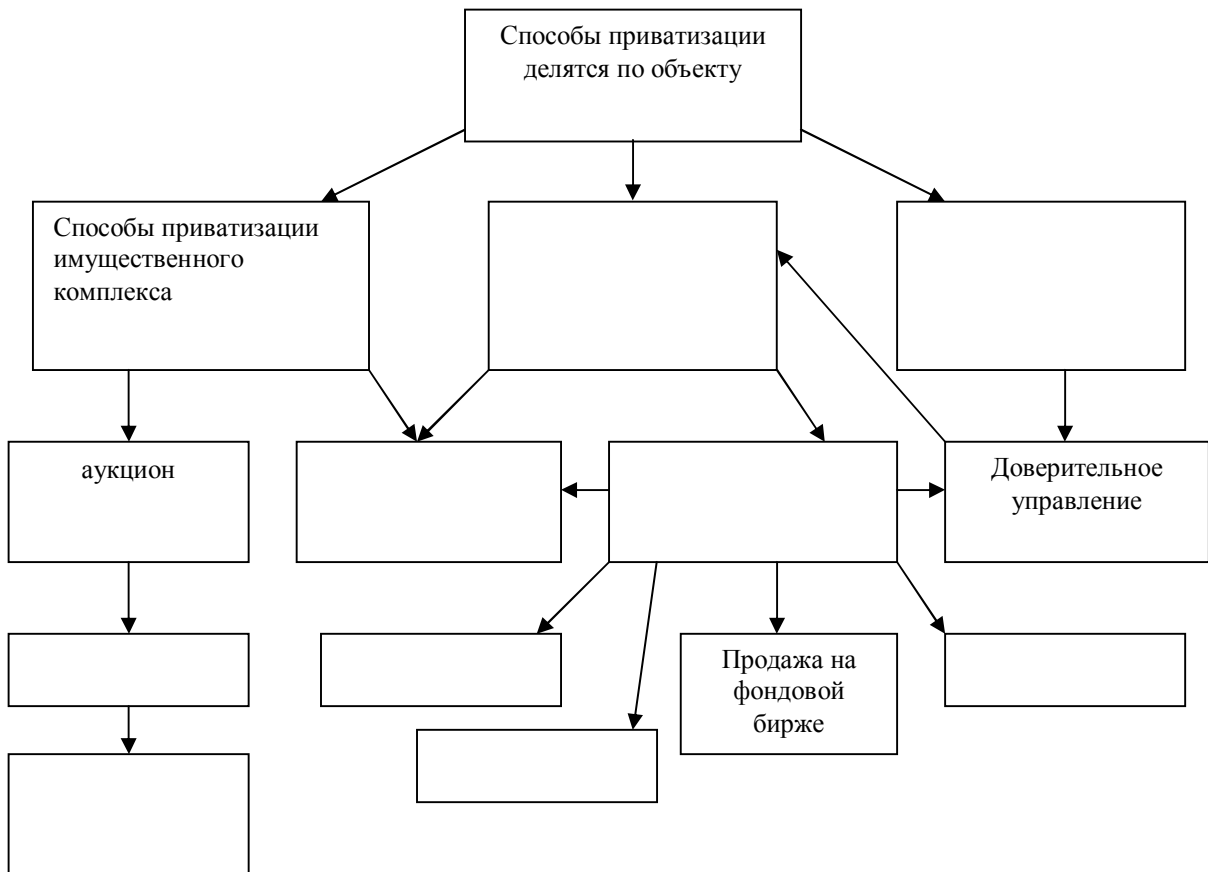 Способы приватизации
делятся по объекту
Способы приватизации
имущественного
комплекса
аукцион
Доверительное
управление
Продажа на
фондовой
бирже